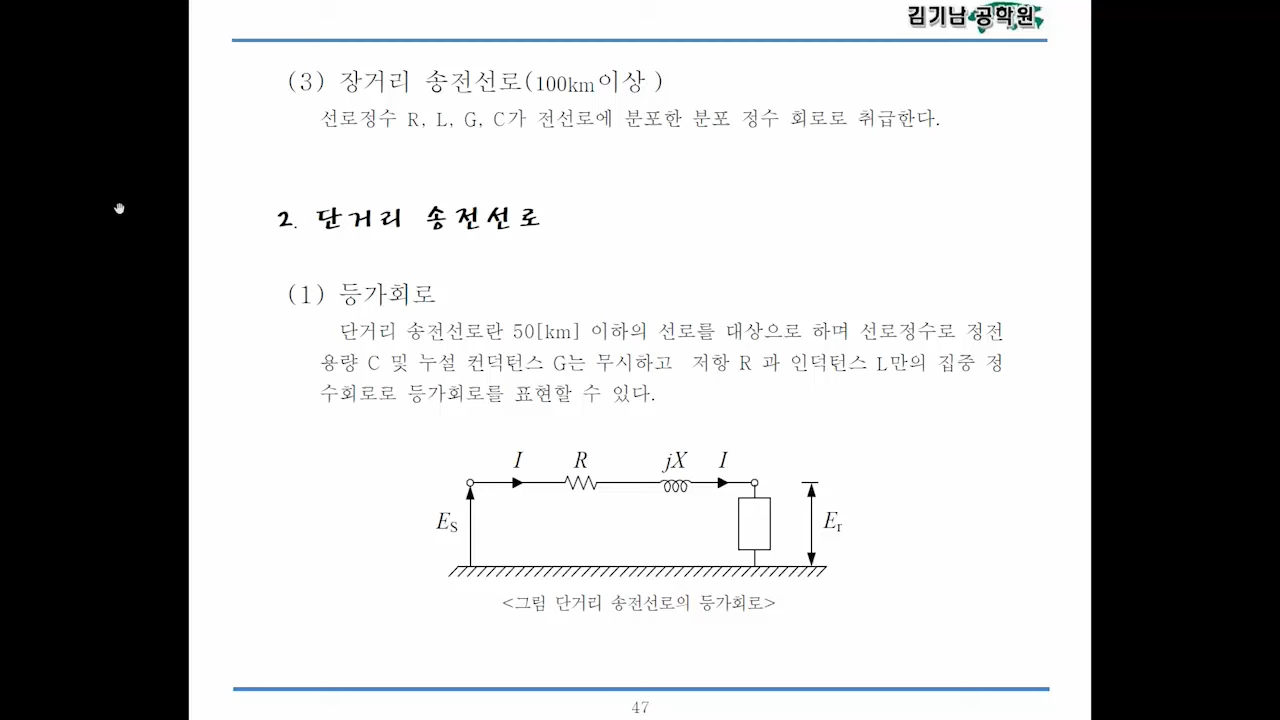 김기남 공학원
(3) 장거리 송전선로(100km이상 )
선로정수 R, L, G, C가 전선로에 분포한 분포 정수 회로로 취급한다.
2. 단거리 송전선로
(1) 등가회로
단거리 송전선로란 50[km] 이하의 선로를 대상으로 하며 선로정수로 정전
용량 C 및 누설 컨덕턴스 G는 무시하고 저항 R 과 인덕턴스 L만의 집중 정
수회로로 등가회로를 표현할 수 있다.
I R jX I
E_S E_r
<그림 단거리 송전선로의 등가회로>
47